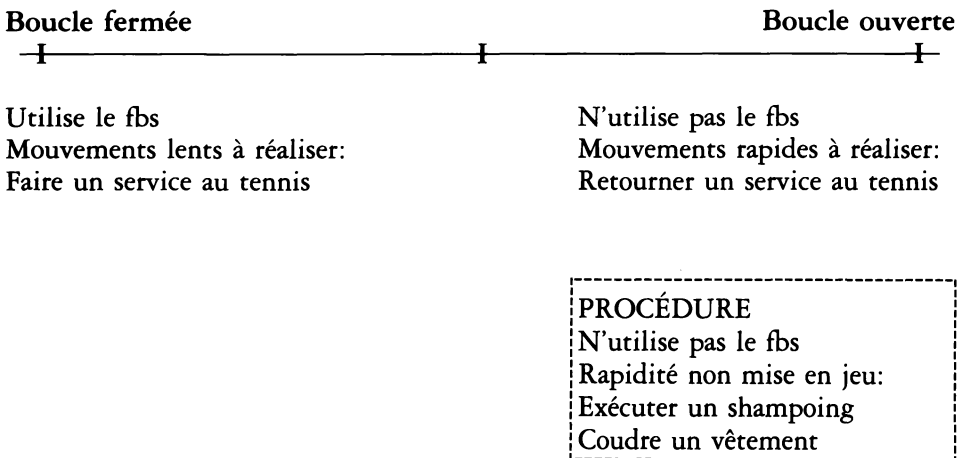 Boucle fermée Boucle ouverte
Utilise le fbs
Mouvements lents à réaliser:
Faire un service au tennis
N'utilise pas le fbs
Mouvements rapides à réaliser:
Retourner un service au tennis
PROCÉDURE
N'utilise pas le fbs
Rapidité non mise en jeu:
Exécuter un shampoing
Coudre un vêtement